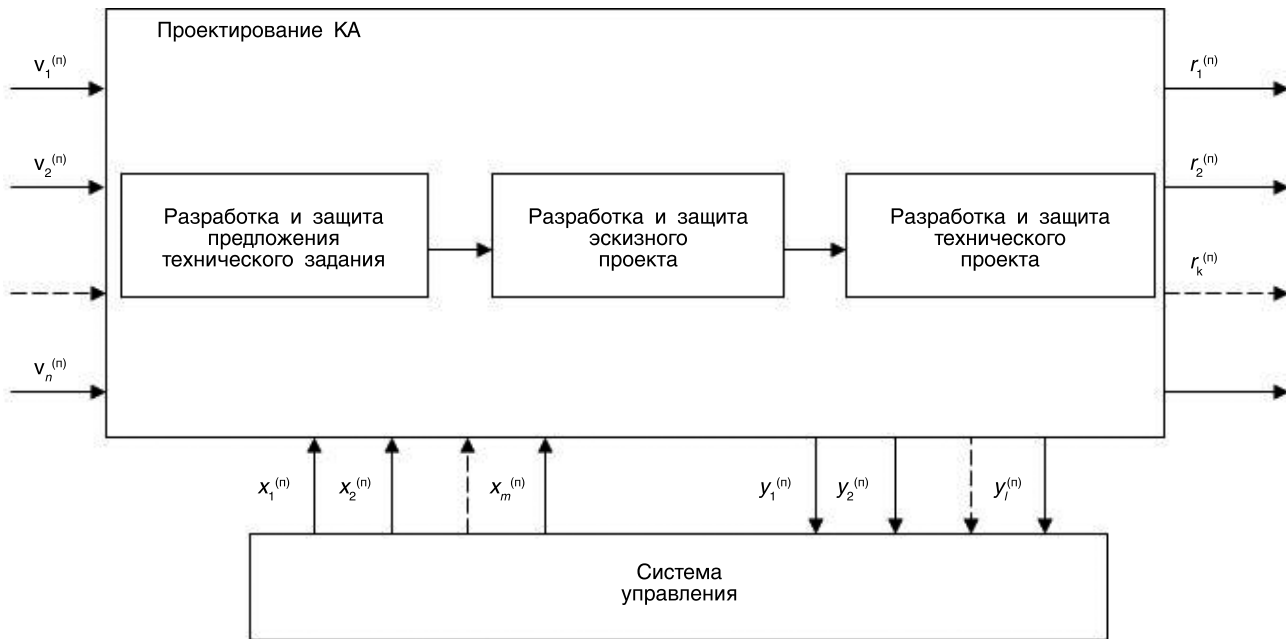 Проектирование КА
v₁⁽ⁿ⁾
r₁⁽ⁿ⁾
v₂⁽ⁿ⁾
r₂⁽ⁿ⁾
Разработка и защита
предложения
технического задания
Разработка и защита
эскизного
проекта
Разработка и защита
технического
проекта
rₖ⁽ⁿ⁾
vₙ⁽ⁿ⁾
x₁⁽ⁿ⁾ x₂⁽ⁿ⁾ xₘ⁽ⁿ⁾ y₁⁽ⁿ⁾ y₂⁽ⁿ⁾ yₗ⁽ⁿ⁾
Система
управления